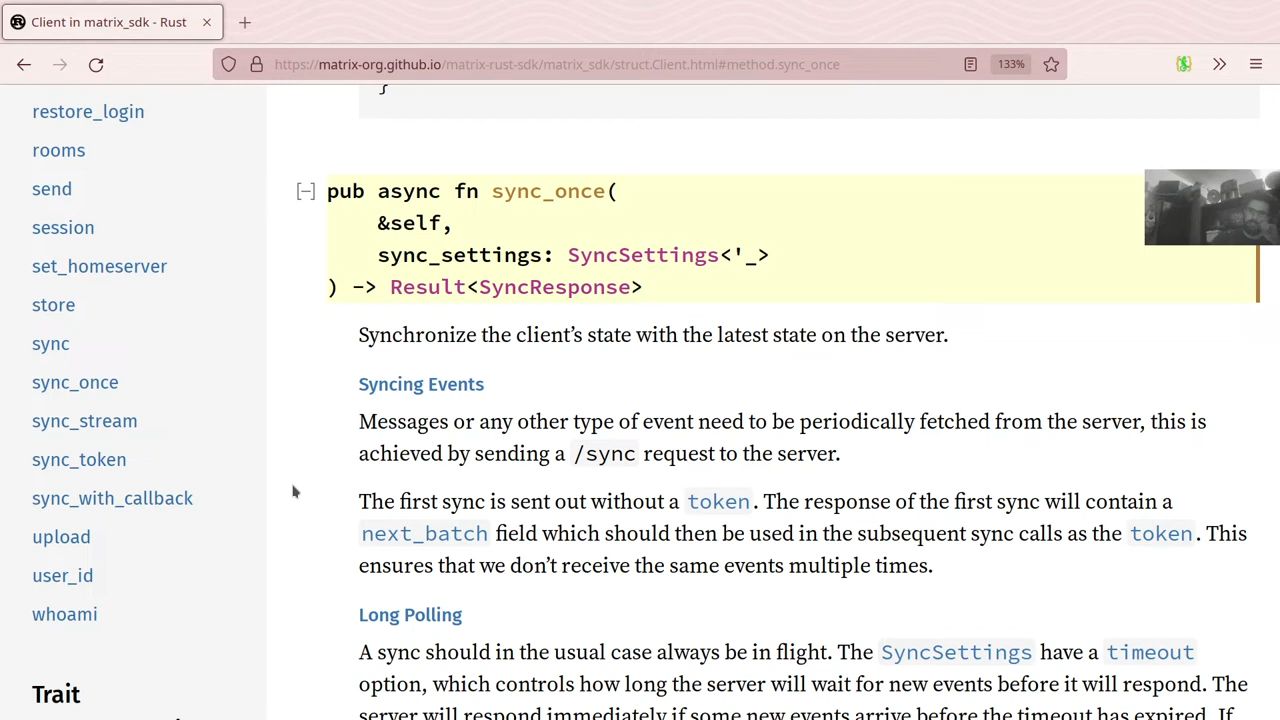 Client in matrix_sdk - Rust
https://matrix-org.github.io/matrix-rust-sdk/matrix_sdk/struct.Client.html#method.sync_once
133%
restore_login
rooms
send
session
set_homeserver
store
sync
sync_once
sync_stream
sync_token
sync_with_callback
upload
user_id
whoami
Trait
}
[−] pub async fn sync_once(
&self,
sync_settings: SyncSettings<'_>
) -> Result<SyncResponse>
Synchronize the client’s state with the latest state on the server.
Syncing Events
Messages or any other type of event need to be periodically fetched from the server, this is
achieved by sending a /sync request to the server.
The first sync is sent out without a token. The response of the first sync will contain a
next_batch field which should then be used in the subsequent sync calls as the token. This
ensures that we don’t receive the same events multiple times.
Long Polling
A sync should in the usual case always be in flight. The SyncSettings have a timeout
option, which controls how long the server will wait for new events before it will respond. The
server will respond immediately if some new events arrive before the timeout has expired. If